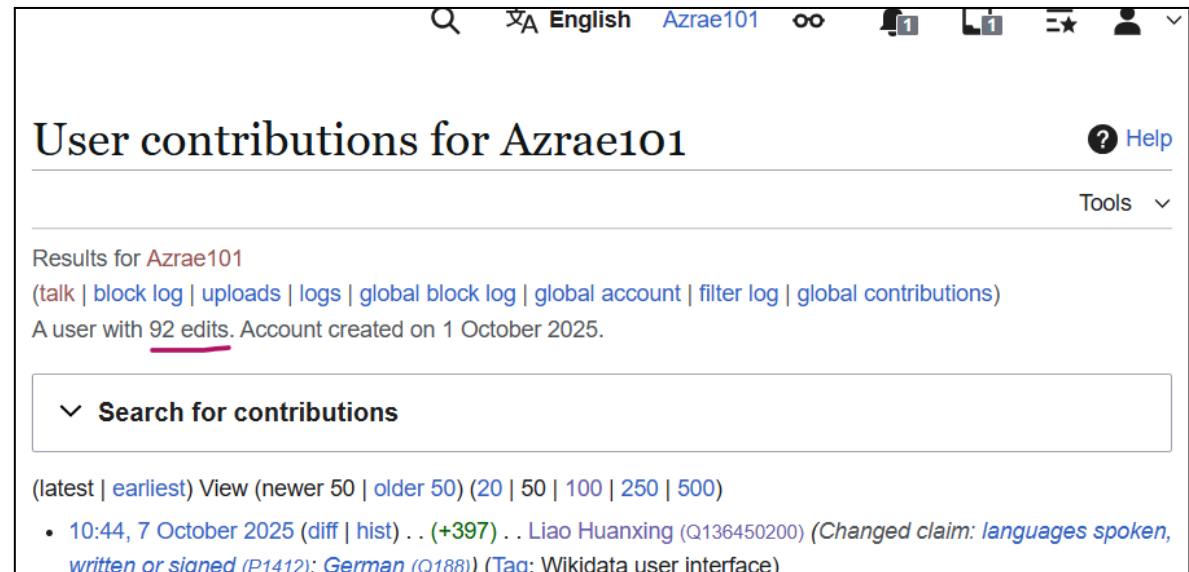 English Azrae101 1 1
User contributions for Azrae101
Help
Tools
Results for Azrae101
(talk | block log | uploads | logs | global block log | global account | filter log | global contributions)
A user with 92 edits. Account created on 1 October 2025.
Search for contributions
(latest | earliest) View (newer 50 | older 50) (20 | 50 | 100 | 250 | 500)
• 10:44, 7 October 2025 (diff | hist) . . (+397) . . Liao Huanxing (Q136450200) (Changed claim: languages spoken,
written or signed (P1412): German (Q188)) (Tag: Wikidata user interface)